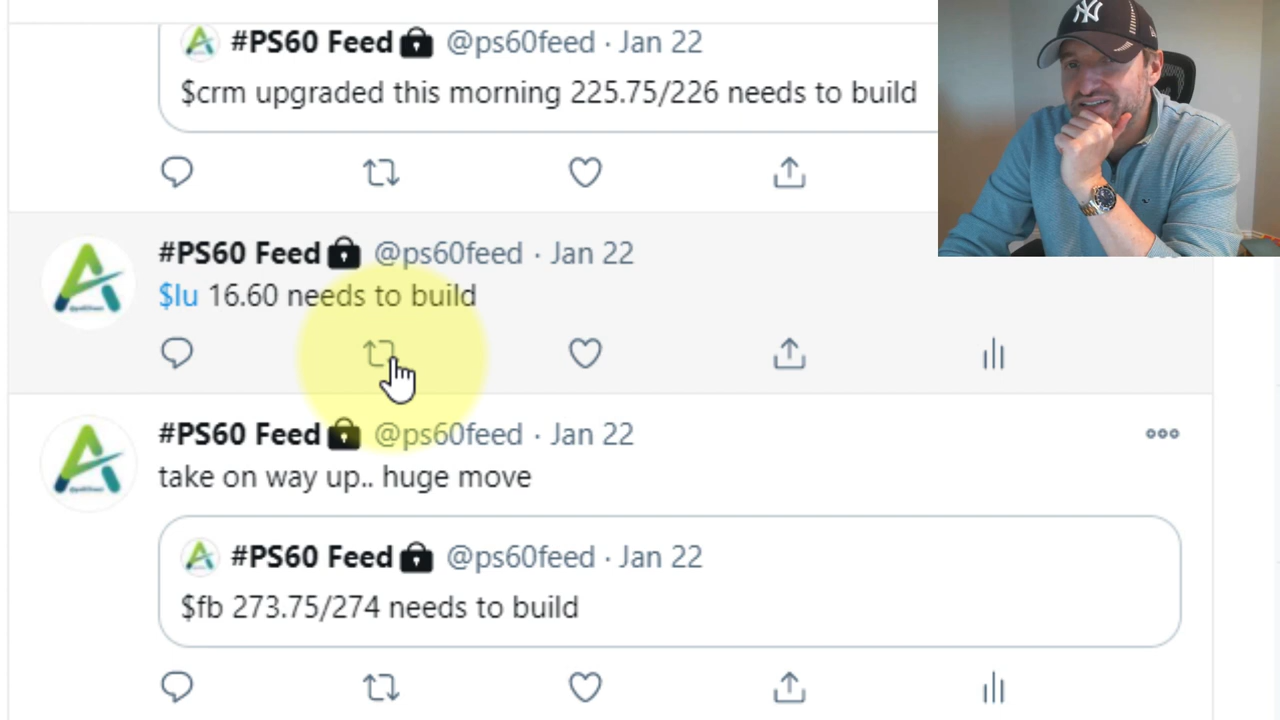 #PS60 Feed @ps60feed · Jan 22
$crm upgraded this morning 225.75/226 needs to build
#PS60 Feed @ps60feed · Jan 22
$lu 16.60 needs to build
#PS60 Feed @ps60feed · Jan 22
take on way up.. huge move
#PS60 Feed @ps60feed · Jan 22
$fb 273.75/274 needs to build